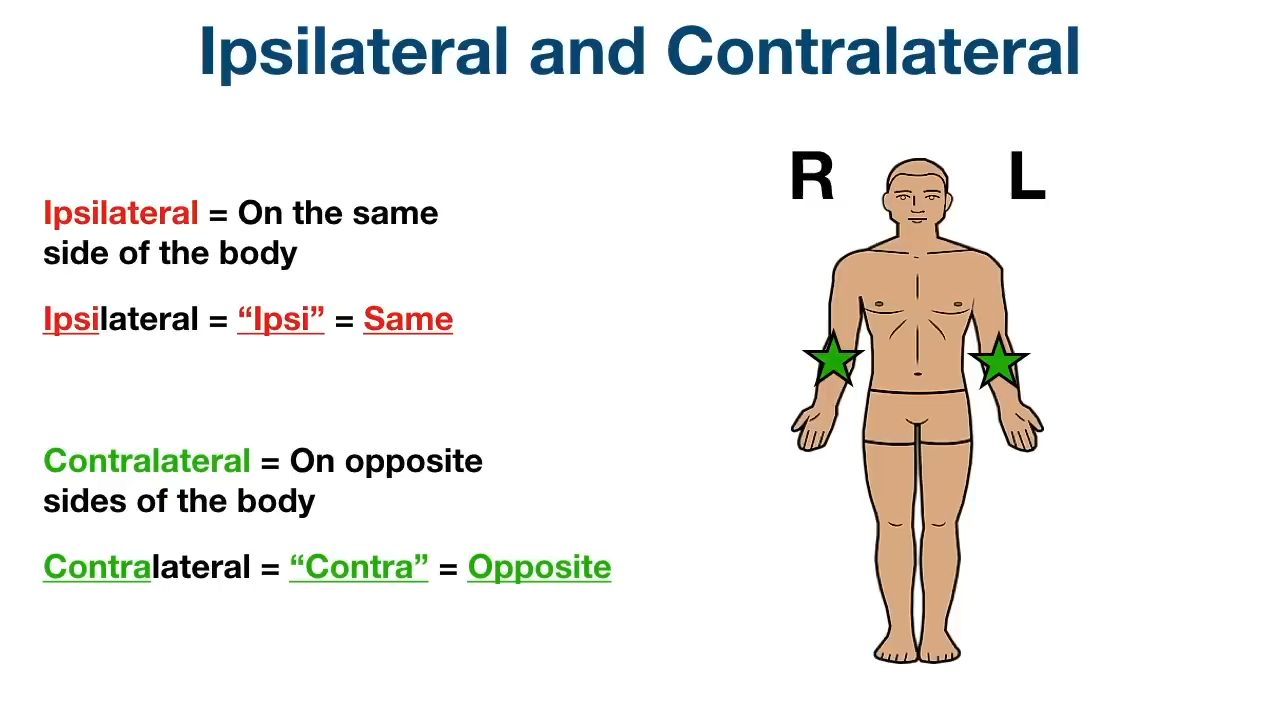 Ipsilateral and Contralateral
R L
Ipsilateral = On the same
side of the body
Ipsilateral = “Ipsi” = Same
Contralateral = On opposite
sides of the body
Contralateral = “Contra” = Opposite